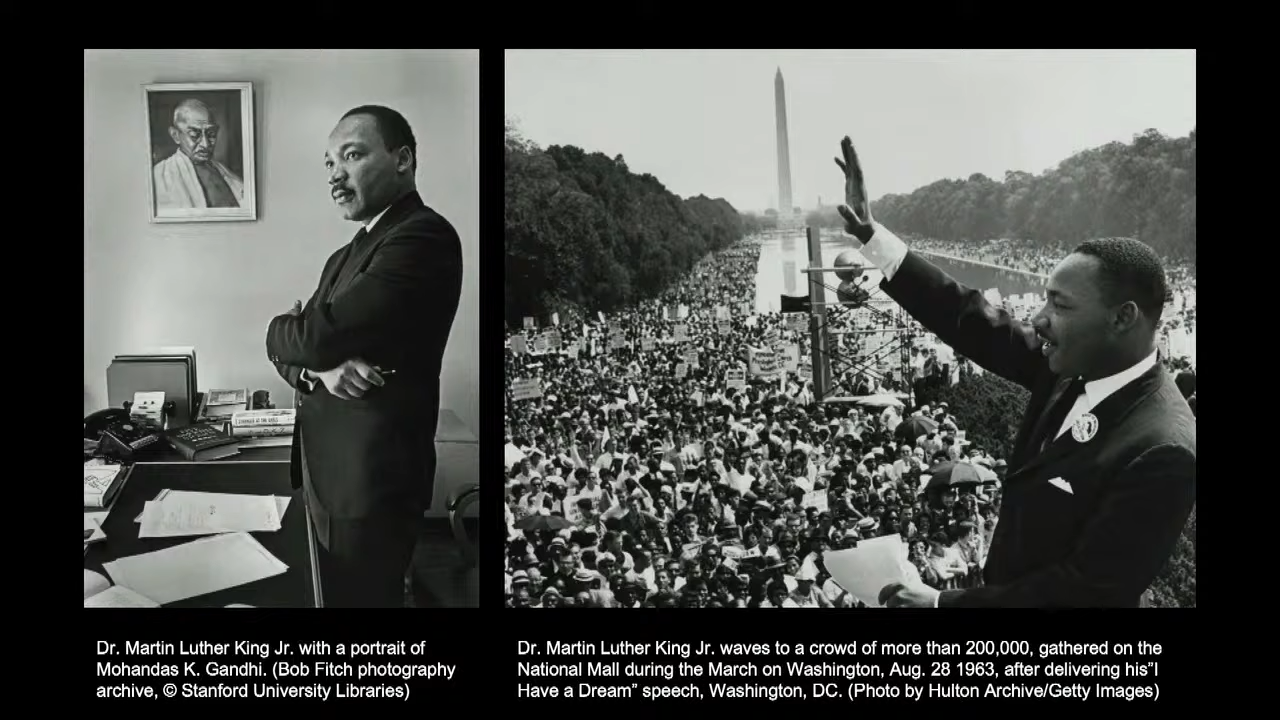 Dr. Martin Luther King Jr. with a portrait of
Mohandas K. Gandhi. (Bob Fitch photography
archive, © Stanford University Libraries)
Dr. Martin Luther King Jr. waves to a crowd of more than 200,000, gathered on the
National Mall during the March on Washington, Aug. 28 1963, after delivering his"I
Have a Dream” speech, Washington, DC. (Photo by Hulton Archive/Getty Images)